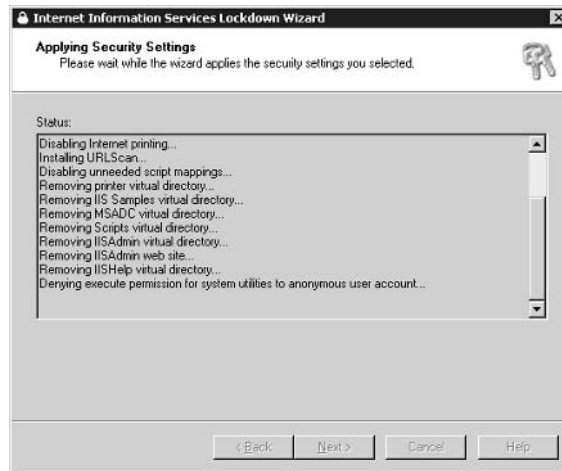 Internet Information Services Lockdown Wizard
Applying Security Settings
Please wait while the wizard applies the security settings you selected.
Status:
Disabling Internet printing...
Installing URLScan...
Disabling unneeded script mappings...
Removing printer virtual directory...
Removing IIS Samples virtual directory...
Removing MSADC virtual directory...
Removing Scripts virtual directory...
Removing IISAdmin virtual directory...
Removing IISAdmin web site...
Removing IISHelp virtual directory...
Denying execute permission for system utilities to anonymous user account...
< Back Next > Cancel Help